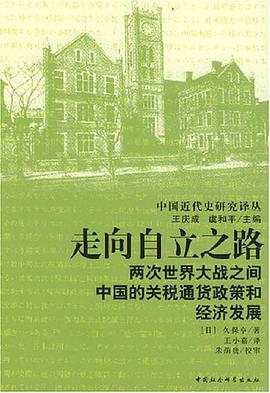 中国近代史研究译丛
王庆成 虞和平/主编
走向自立之路
两次世界大战之间
中国的关税通货政策和
经济发展
〔日〕久保亨/著
王小嘉/译
朱荫贵/校审
中国社会科学出版社